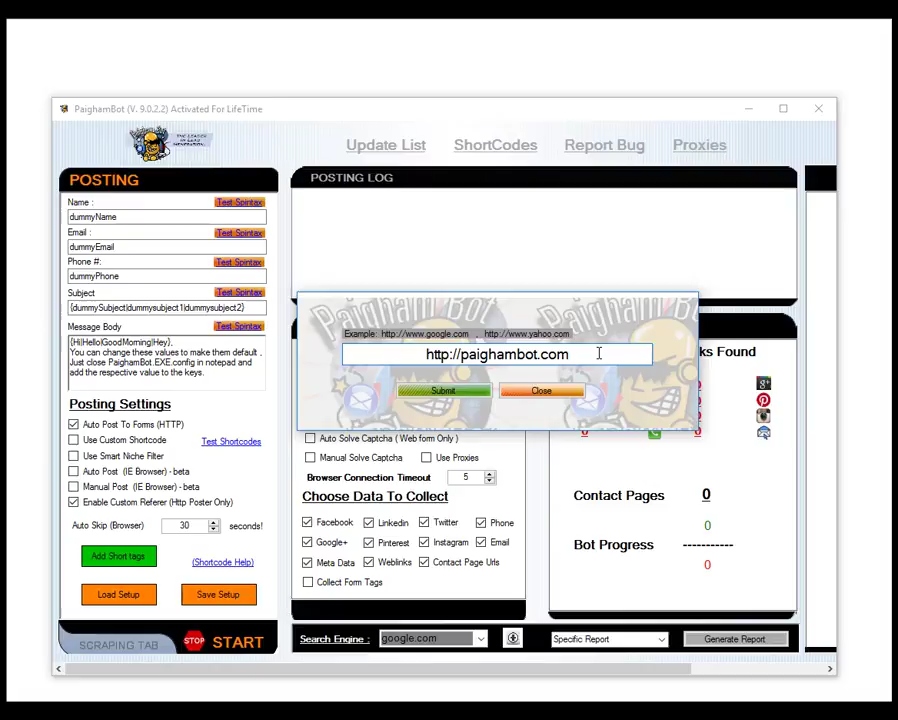 PaighamBot (V. 9.0.2.2) Activated For LifeTime
Update List
ShortCodes
Report Bug
Proxies
POSTING
Name :
Test Spintax
dummyName
Email :
Test Spintax
dummyEmail
Phone #:
Test Spintax
dummyPhone
Subject
Test Spintax
{dummySubject|dummysubject1|dummysubject2}
Message Body
Test Spintax
{Hi|Hello|GoodMorning|Hey},
You can change these values to make them default .
Just close PaighamBot.EXE.config in notepad and
add the respective value to the keys.
Posting Settings
Auto Post To Forms (HTTP)
Use Custom Shortcode
Test Shortcodes
Use Smart Niche Filter
Auto Post (IE Browser) - beta
Manual Post (IE Browser) - beta
Enable Custom Referer (Http Poster Only)
Auto Skip (Browser)
30
seconds!
Add Short tags
(Shortcode Help)
Load Setup
Save Setup
SCRAPING TAB
STOP
START
POSTING LOG
Paigham Bot
Paigham Bot
Example: http://www.google.com , http://www.yahoo.com
http://paighambot.com
Submit
Close
Auto Solve Captcha ( Web form Only )
Manual Solve Captcha
Use Proxies
Browser Connection Timeout
5
Choose Data To Collect
Facebook
Linkedin
Twitter
Phone
Google+
Pinterest
Instagram
Email
Meta Data
Weblinks
Contact Page Urls
Collect Form Tags
ks Found
0
0
Contact Pages
0
0
Bot Progress
-----------
0
Search Engine :
google.com
Specific Report
Generate Report